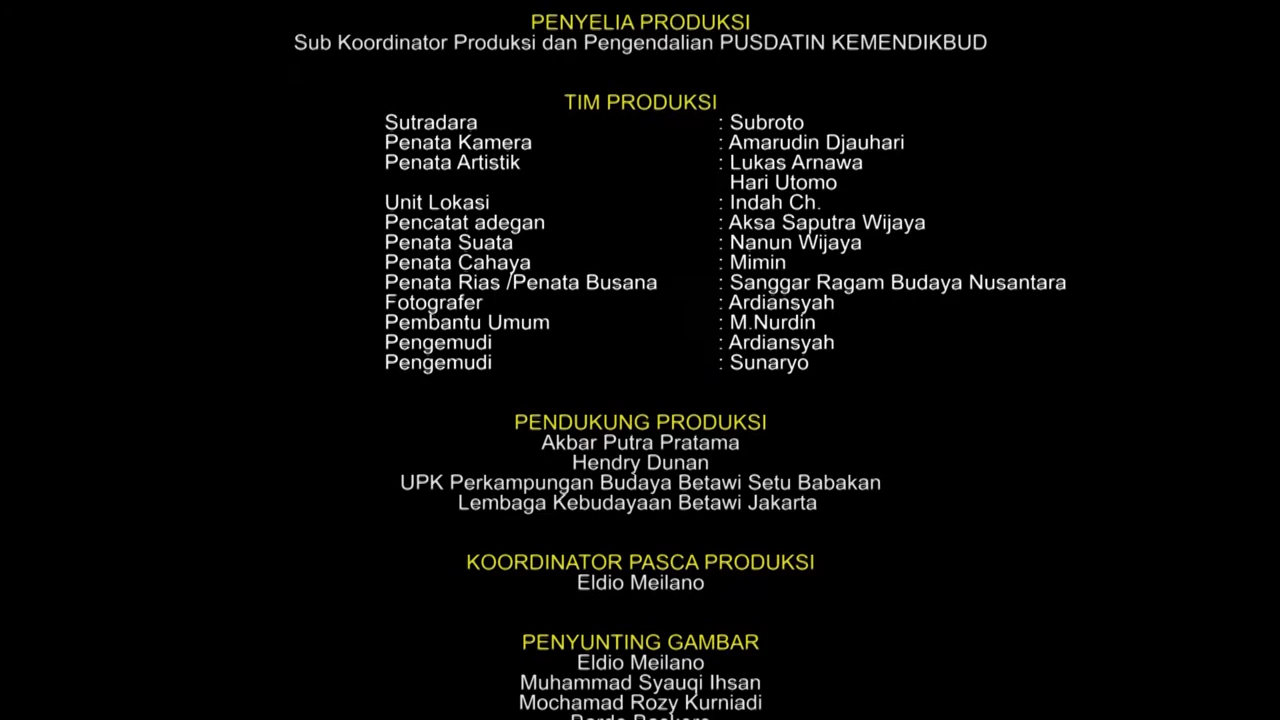 PENYELIA PRODUKSI
Sub Koordinator Produksi dan Pengendalian PUSDATIN KEMENDIKBUD
TIM PRODUKSI
Sutradara : Subroto
Penata Kamera : Amarudin Djauhari
Penata Artistik : Lukas Arnawa
Hari Utomo
Unit Lokasi : Indah Ch.
Pencatat adegan : Aksa Saputra Wijaya
Penata Suata : Nanun Wijaya
Penata Cahaya : Mimin
Penata Rias /Penata Busana : Sanggar Ragam Budaya Nusantara
Fotografer : Ardiansyah
Pembantu Umum : M.Nurdin
Pengemudi : Ardiansyah
Pengemudi : Sunaryo
PENDUKUNG PRODUKSI
Akbar Putra Pratama
Hendry Dunan
UPK Perkampungan Budaya Betawi Setu Babakan
Lembaga Kebudayaan Betawi Jakarta
KOORDINATOR PASCA PRODUKSI
Eldio Meilano
PENYUNTING GAMBAR
Eldio Meilano
Muhammad Syauqi Ihsan
Mochamad Rozy Kurniadi